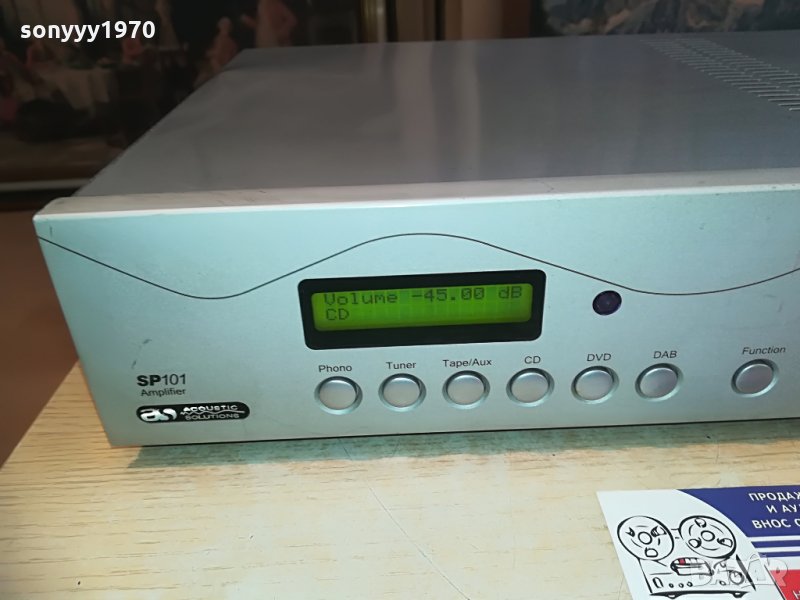 sonyyy1970
Volume -45.00 dB
CD
Phono
Tuner
Tape/Aux
CD
DVD
DAB
Function
SP101
Amplifier
as ACOUSTIC
SOLUTIONS
ПРОДАЖ
И АУ
ВНОС О